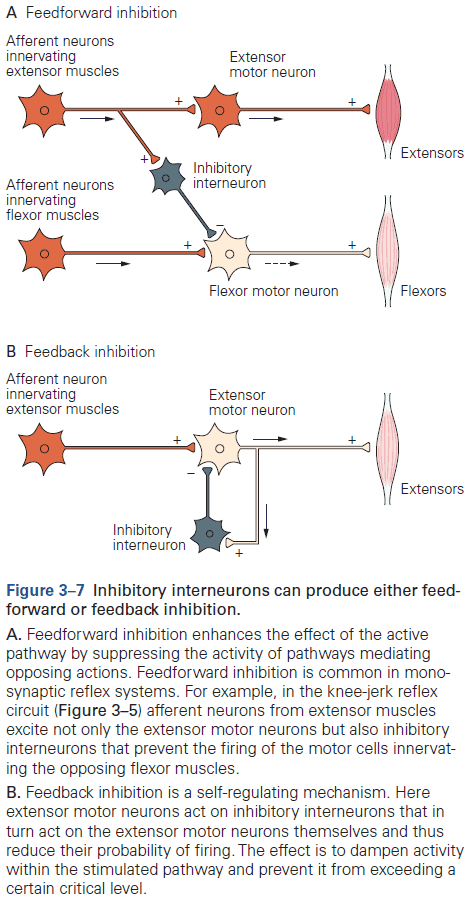 A Feedforward inhibition
Afferent neurons
innervating
extensor muscles
Extensor
motor neuron
+
+
Extensors
+
Inhibitory
interneuron
Afferent neurons
innervating
flexor muscles
−
+
+
Flexor motor neuron
Flexors
B Feedback inhibition
Afferent neuron
innervating
extensor muscles
Extensor
motor neuron
+
+
Extensors
−
Inhibitory
interneuron
+
Figure 3–7 Inhibitory interneurons can produce either feed-
forward or feedback inhibition.
A. Feedforward inhibition enhances the effect of the active
pathway by suppressing the activity of pathways mediating
opposing actions. Feedforward inhibition is common in mono-
synaptic reflex systems. For example, in the knee-jerk reflex
circuit (Figure 3–5) afferent neurons from extensor muscles
excite not only the extensor motor neurons but also inhibitory
interneurons that prevent the firing of the motor cells innervat-
ing the opposing flexor muscles.
B. Feedback inhibition is a self-regulating mechanism. Here
extensor motor neurons act on inhibitory interneurons that in
turn act on the extensor motor neurons themselves and thus
reduce their probability of firing. The effect is to dampen activity
within the stimulated pathway and prevent it from exceeding a
certain critical level.